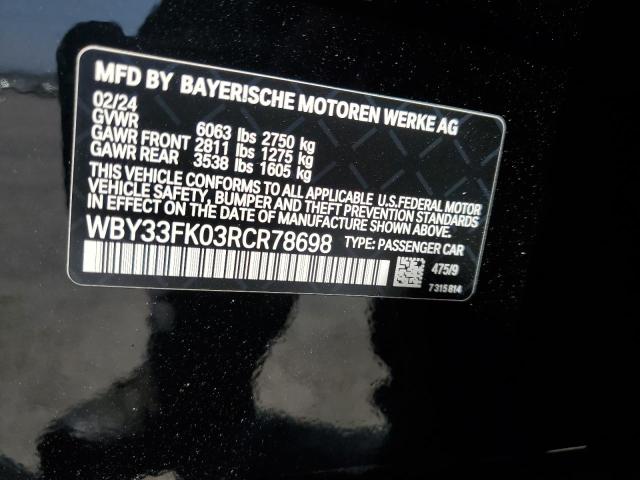 MFD BY BAYERISCHE MOTOREN WERKE AG
02/24
GVWR 6063 lbs 2750 kg
GAWR FRONT 2811 lbs 1275 kg
GAWR REAR 3538 lbs 1605 kg
THIS VEHICLE CONFORMS TO ALL APPLICABLE U.S.FEDERAL MOTOR
VEHICLE SAFETY, BUMPER AND THEFT PREVENTION STANDARDS
IN EFFECT ON THE DATE OF MANUFACTURE SHOWN ABOVE.
WBY33FK03RCR78698 TYPE: PASSENGER CAR
475/9
7315814